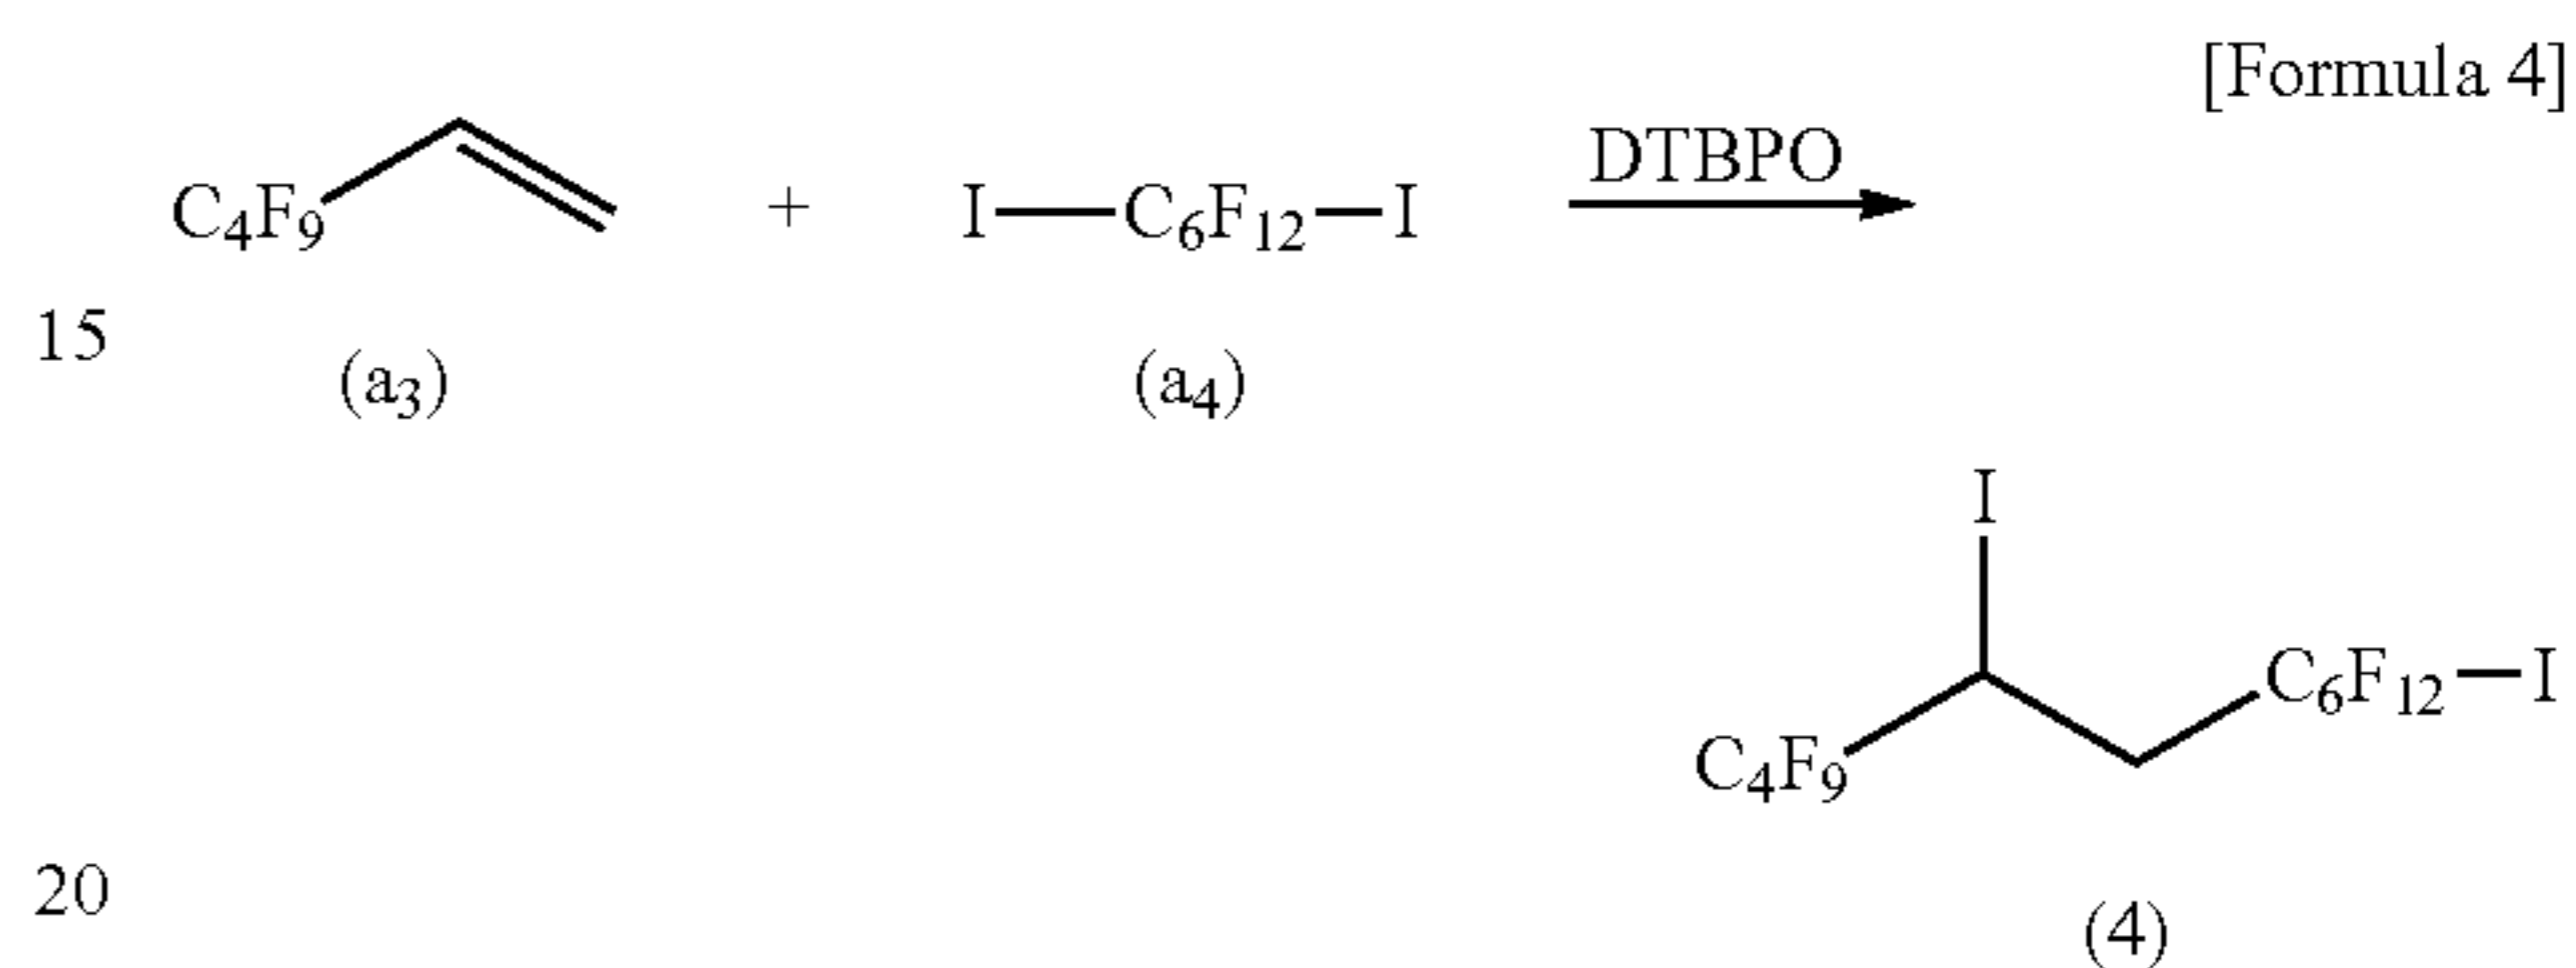 [Formula 4]
DTBPO
C4F9 + I—C6F12—I
15
(a3) (a4)
I
C6F12—I
C4F9
20
(4)